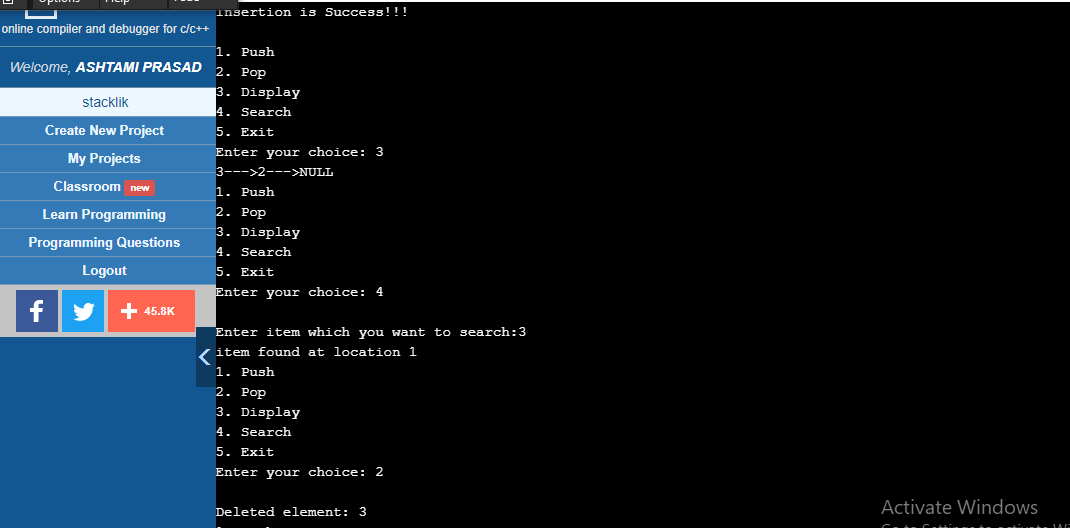 Options
Help
online compiler and debugger for c/c++
Welcome, ASHTAMI PRASAD
stacklik
Create New Project
My Projects
Classroom new
Learn Programming
Programming Questions
Logout
45.8K
Insertion is Success!!!
1. Push
2. Pop
3. Display
4. Search
5. Exit
Enter your choice: 3
3--->2--->NULL
1. Push
2. Pop
3. Display
4. Search
5. Exit
Enter your choice: 4
Enter item which you want to search:3
item found at location 1
1. Push
2. Pop
3. Display
4. Search
5. Exit
Enter your choice: 2
Deleted element: 3
Activate Windows